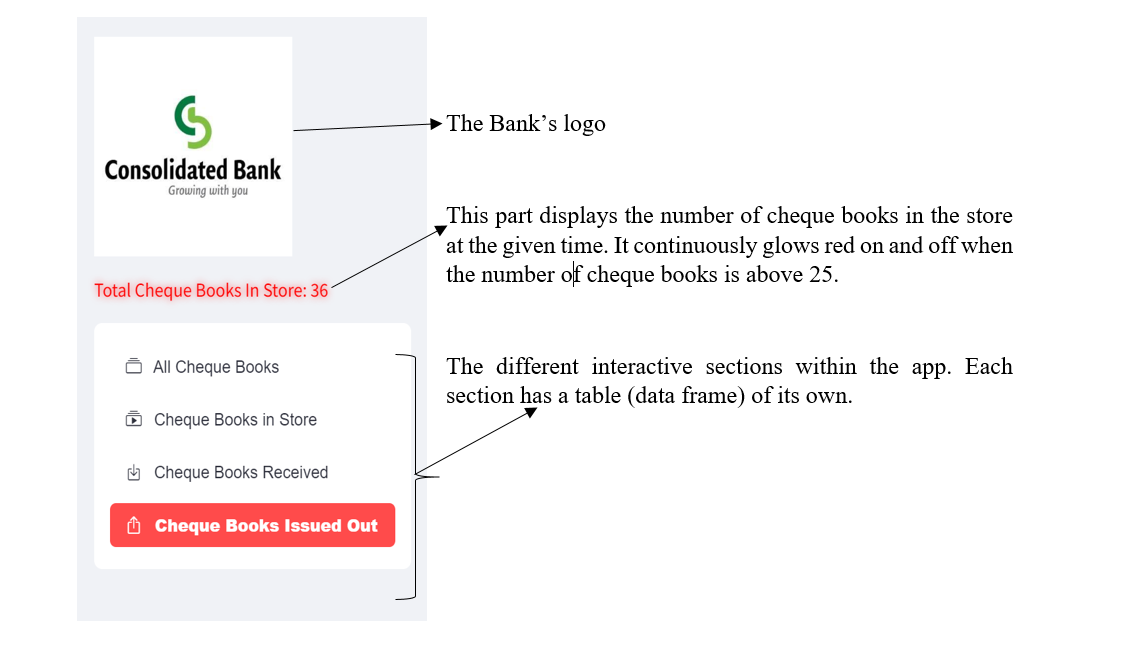 Consolidated Bank
Growing with you
The Bank’s logo
This part displays the number of cheque books in the store
at the given time. It continuously glows red on and off when
the number of cheque books is above 25.
Total Cheque Books In Store: 36
All Cheque Books
Cheque Books in Store
Cheque Books Received
Cheque Books Issued Out
The different interactive sections within the app. Each
section has a table (data frame) of its own.